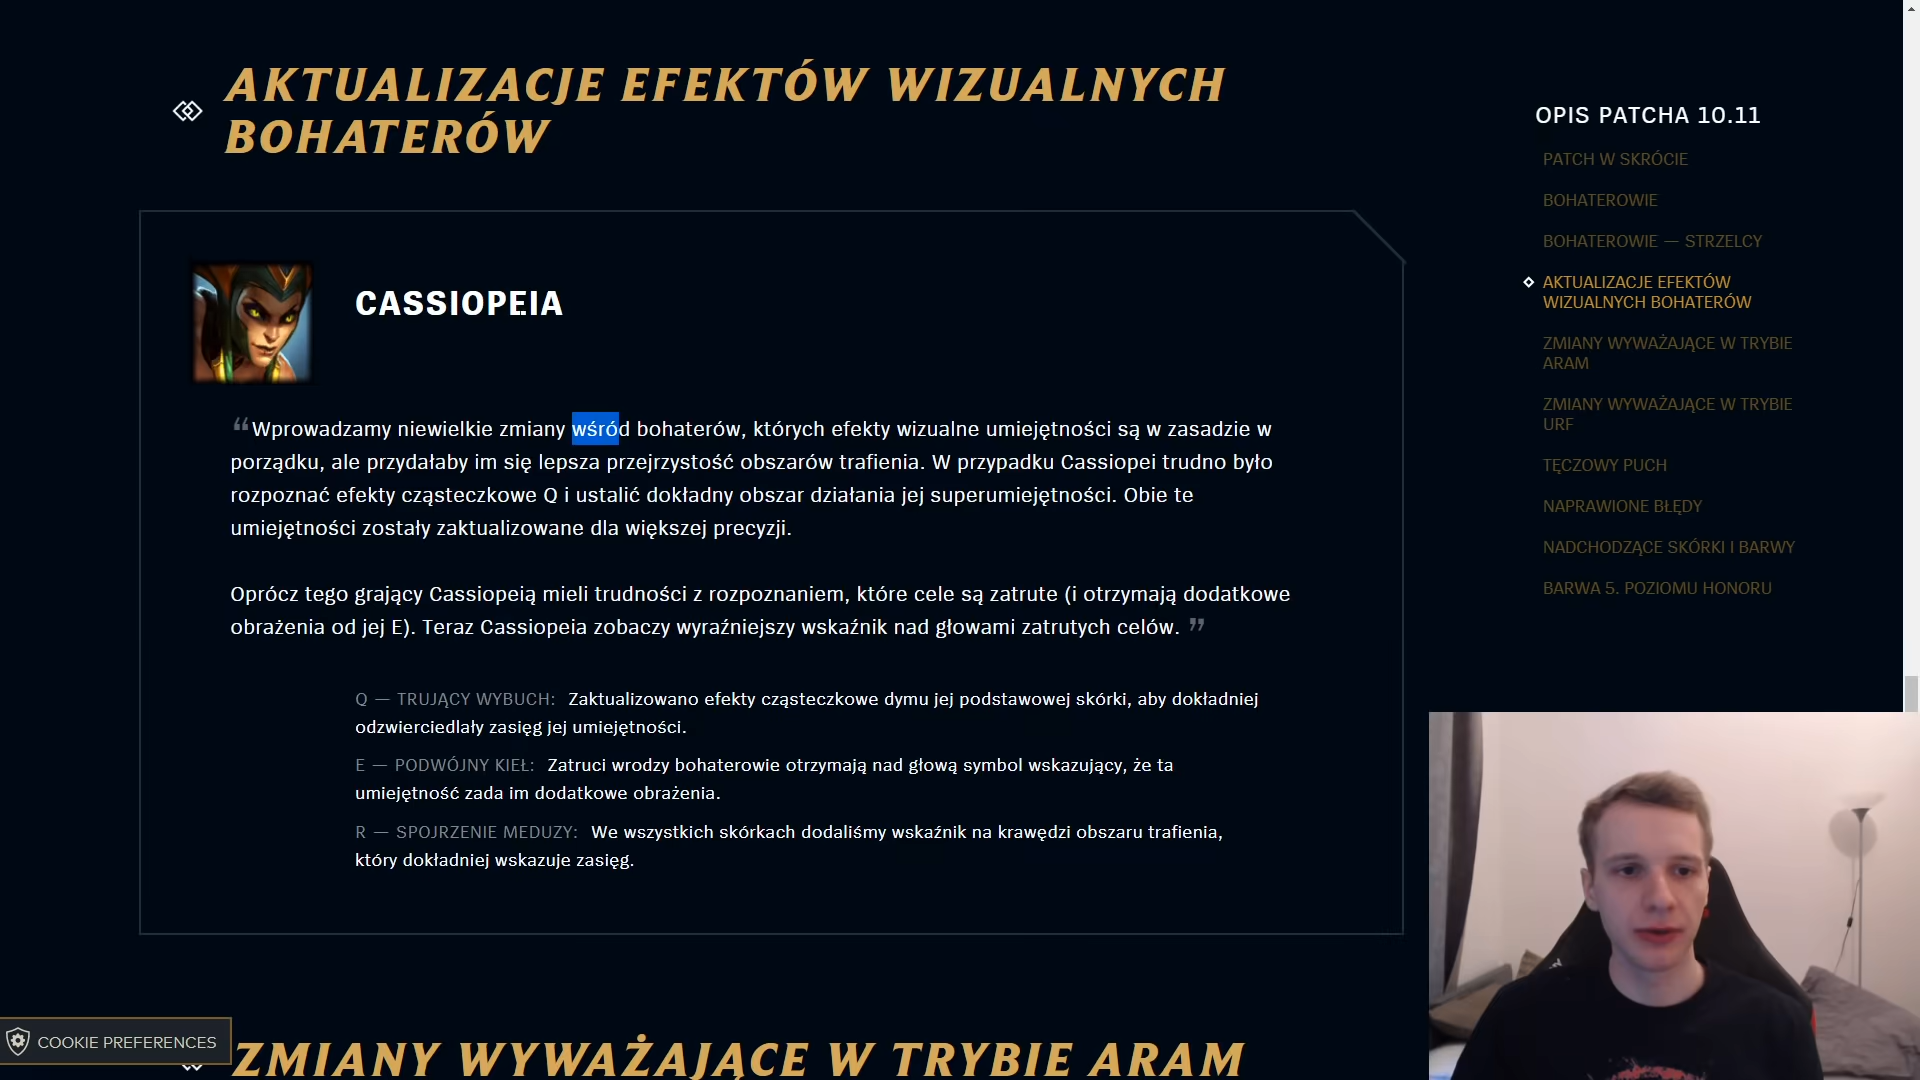 AKTUALIZACJE EFEKTÓW WIZUALNYCH
BOHATERÓW
CASSIOPEIA
“Wprowadzamy niewielkie zmiany wśród bohaterów, których efekty wizualne umiejętności są w zasadzie w
porządku, ale przydałaby im się lepsza przejrzystość obszarów trafienia. W przypadku Cassiopei trudno było
rozpoznać efekty cząsteczkowe Q i ustalić dokładny obszar działania jej superumiejętności. Obie te
umiejętności zostały zaktualizowane dla większej precyzji.
Oprócz tego grający Cassiopeią mieli trudności z rozpoznaniem, które cele są zatrute (i otrzymają dodatkowe
obrażenia od jej E). Teraz Cassiopeia zobaczy wyraźniejszy wskaźnik nad głowami zatrutych celów. ”
Q — TRUJĄCY WYBUCH: Zaktualizowano efekty cząsteczkowe dymu jej podstawowej skórki, aby dokładniej
odzwierciedlały zasięg jej umiejętności.
E — PODWÓJNY KIEŁ: Zatruci wrodzy bohaterowie otrzymają nad głową symbol wskazujący, że ta
umiejętność zada im dodatkowe obrażenia.
R — SPOJRZENIE MEDUZY: We wszystkich skórkach dodaliśmy wskaźnik na krawędzi obszaru trafienia,
który dokładniej wskazuje zasięg.
ZMIANY WYWAŻAJĄCE W TRYBIE ARAM
COOKIE PREFERENCES
OPIS PATCHA 10.11
PATCH W SKRÓCIE
BOHATEROWIE
BOHATEROWIE — STRZELCY
AKTUALIZACJE EFEKTÓW
WIZUALNYCH BOHATERÓW
ZMIANY WYWAŻAJĄCE W TRYBIE
ARAM
ZMIANY WYWAŻAJĄCE W TRYBIE
URF
TĘCZOWY PUCH
NAPRAWIONE BŁĘDY
NADCHODZĄCE SKÓRKI I BARWY
BARWA 5. POZIOMU HONORU